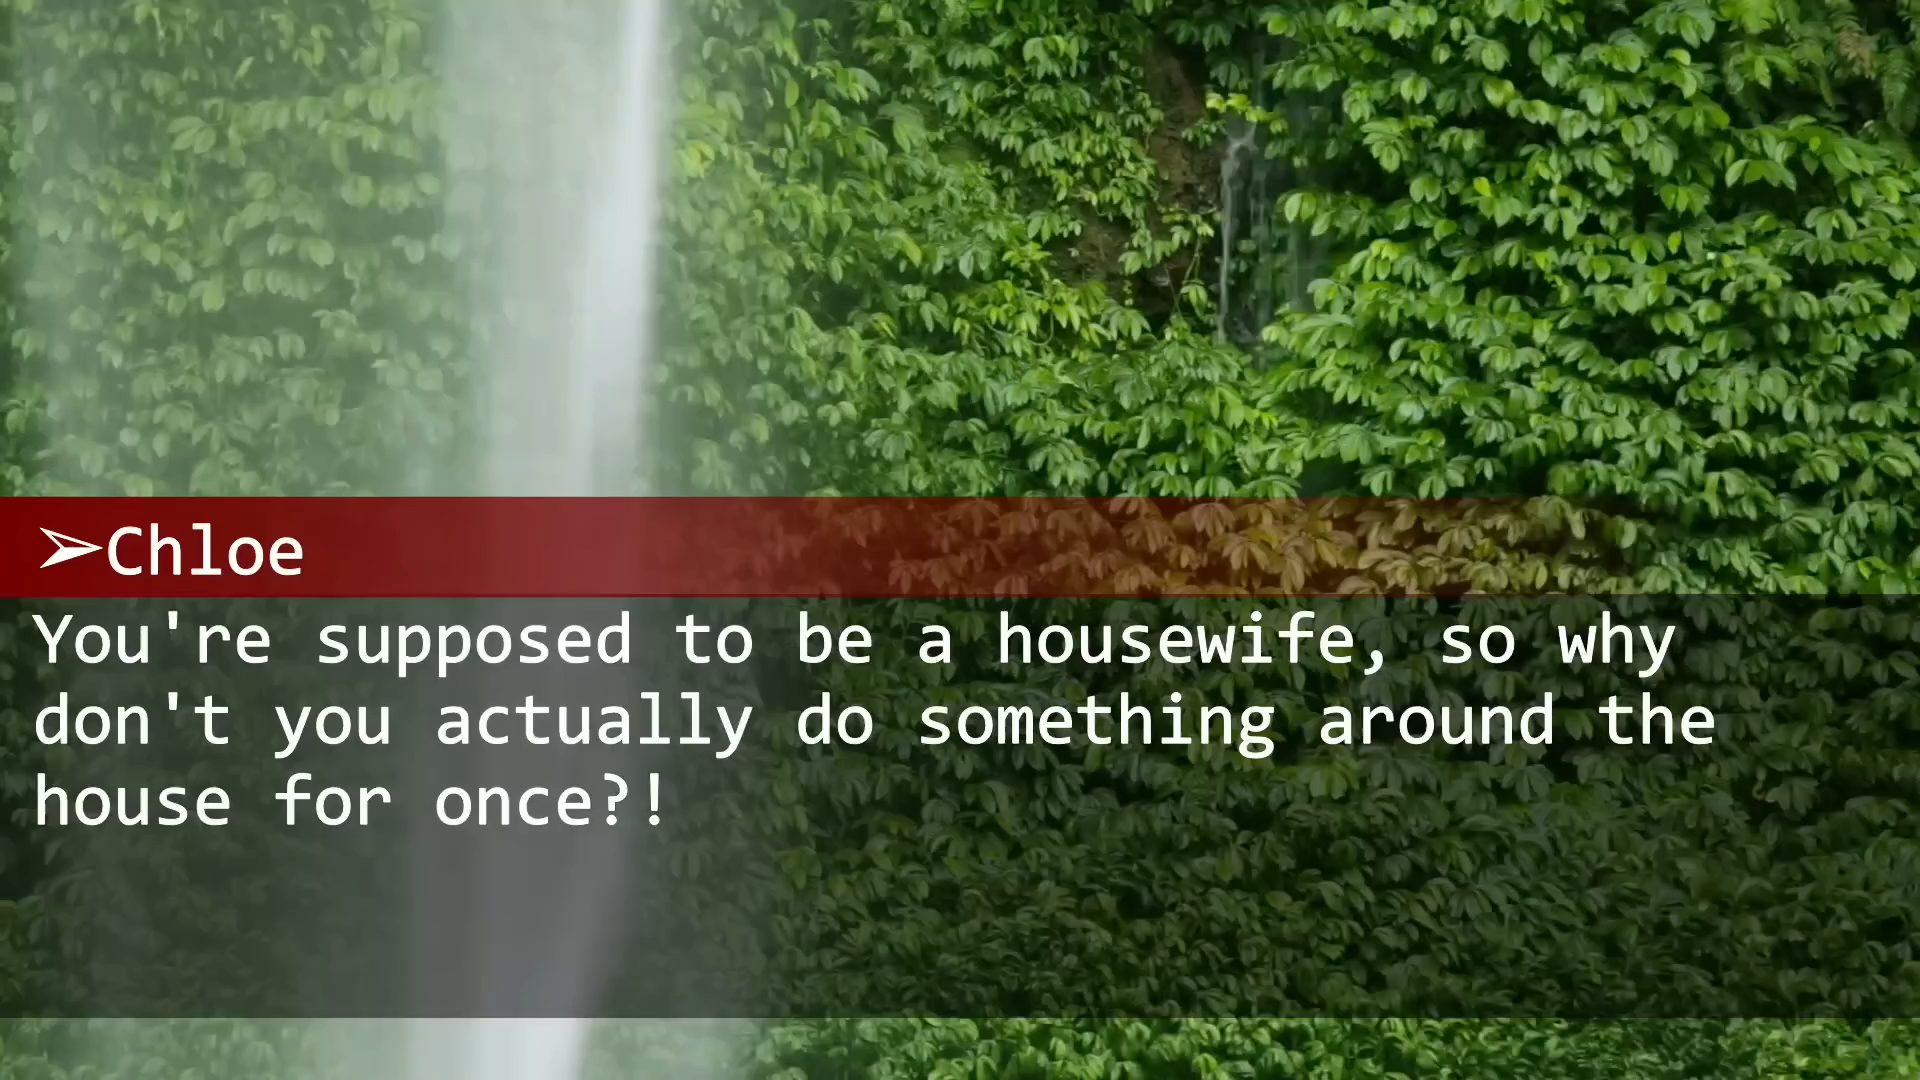 ➢Chloe
You're supposed to be a housewife, so why
don't you actually do something around the
house for once?!